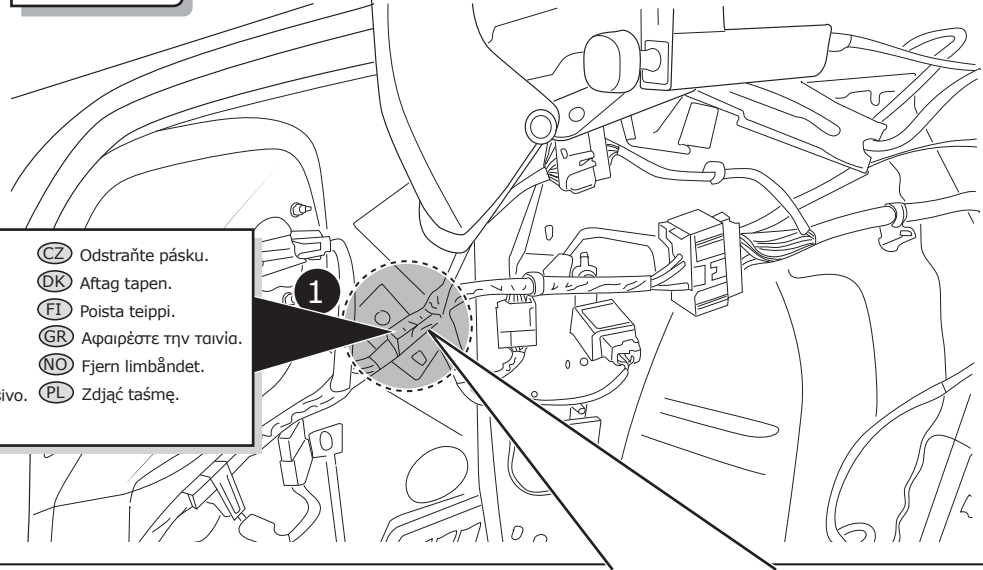 1
CZ Odstraňte pásku.
DK Aftag tapen.
FI Poista teippi.
GR Αφαιρέστε την ταινία.
NO Fjern limbåndet.
PL Zdjąć taśmę.